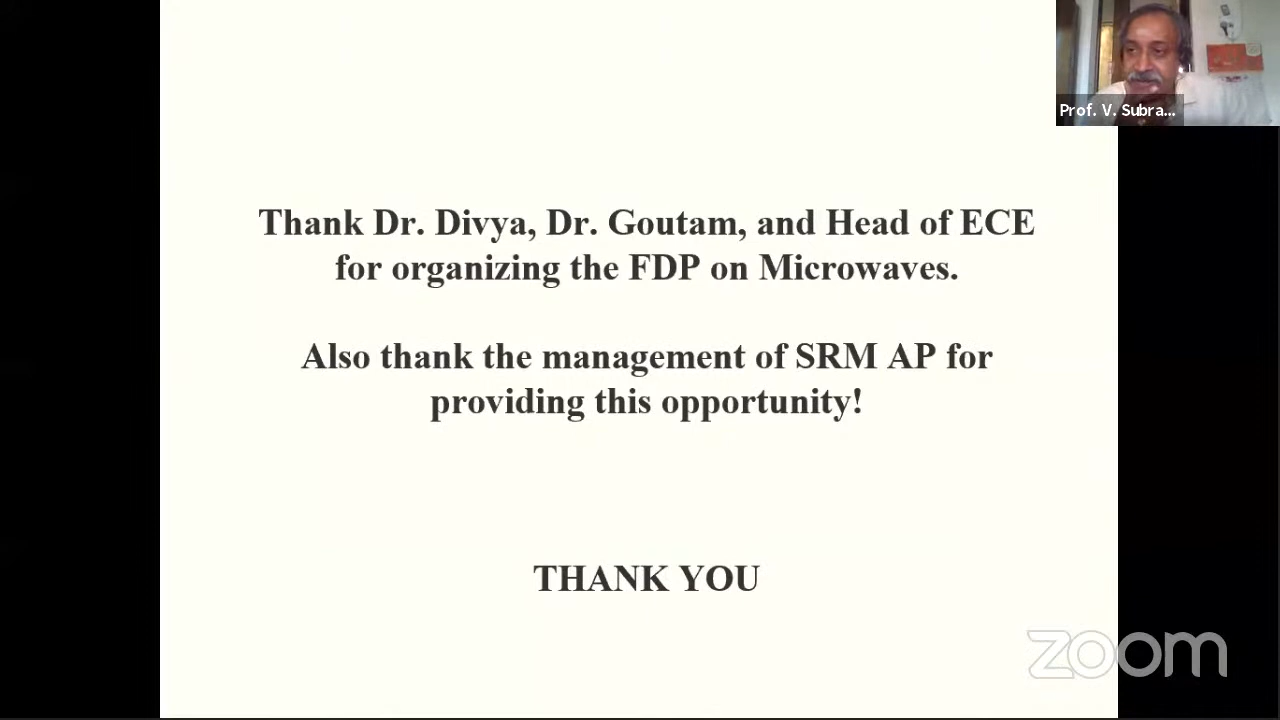 Prof. V. Subra...
Thank Dr. Divya, Dr. Goutam, and Head of ECE
for organizing the FDP on Microwaves.
Also thank the management of SRM AP for
providing this opportunity!
THANK YOU
zoom